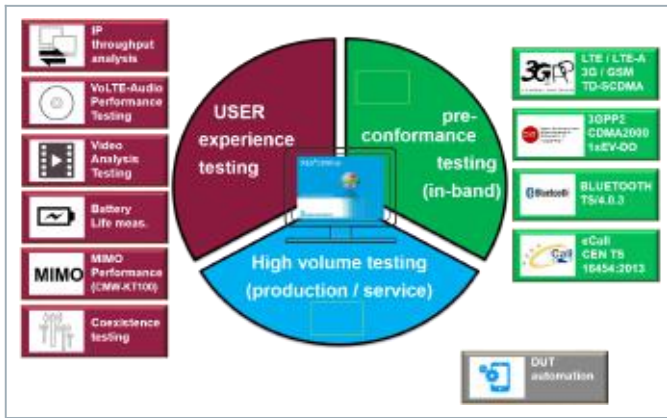 IP
throughput
analysis
VoLTE-Audio
Performance
Testing
Video
Analysis
Testing
Battery
Life meas.
MIMO
MIMO
Performance
(CMW-KT100)
Coexistence
testing
USER
experience
testing
pre-
conformance
testing
(in-band)
High volume testing
(production / service)
3GPP
LTE / LTE-A
3G / GSM
TD-SCDMA
3GPP2
CDMA2000
1xEV-DO
Bluetooth
BLUETOOTH
TS/4.0.3
eCall
eCall
CEN TS
16454:2013
DUT
automation